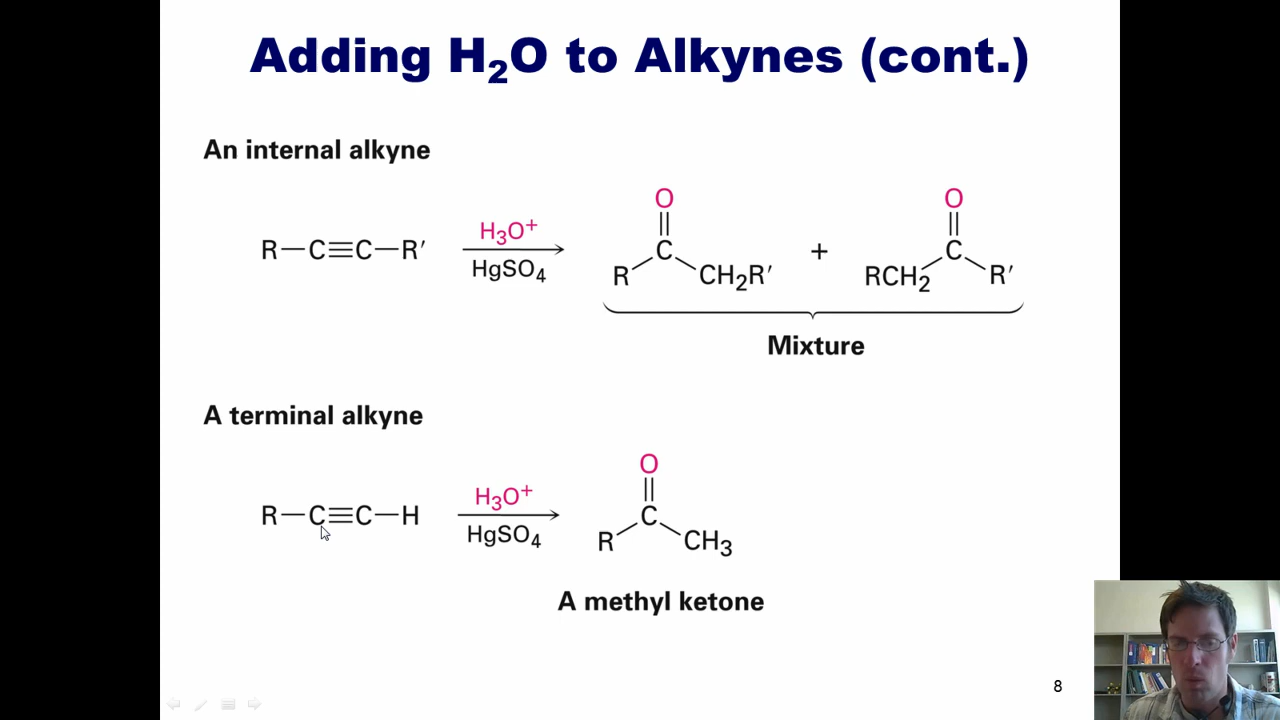 Adding H₂O to Alkynes (cont.)
An internal alkyne
R—C≡C—R′ H₃O⁺ HgSO₄ R C O CH₂R′ + RCH₂ C O R′
Mixture
A terminal alkyne
R—C≡C—H H₃O⁺ HgSO₄ R C O CH₃
A methyl ketone
8